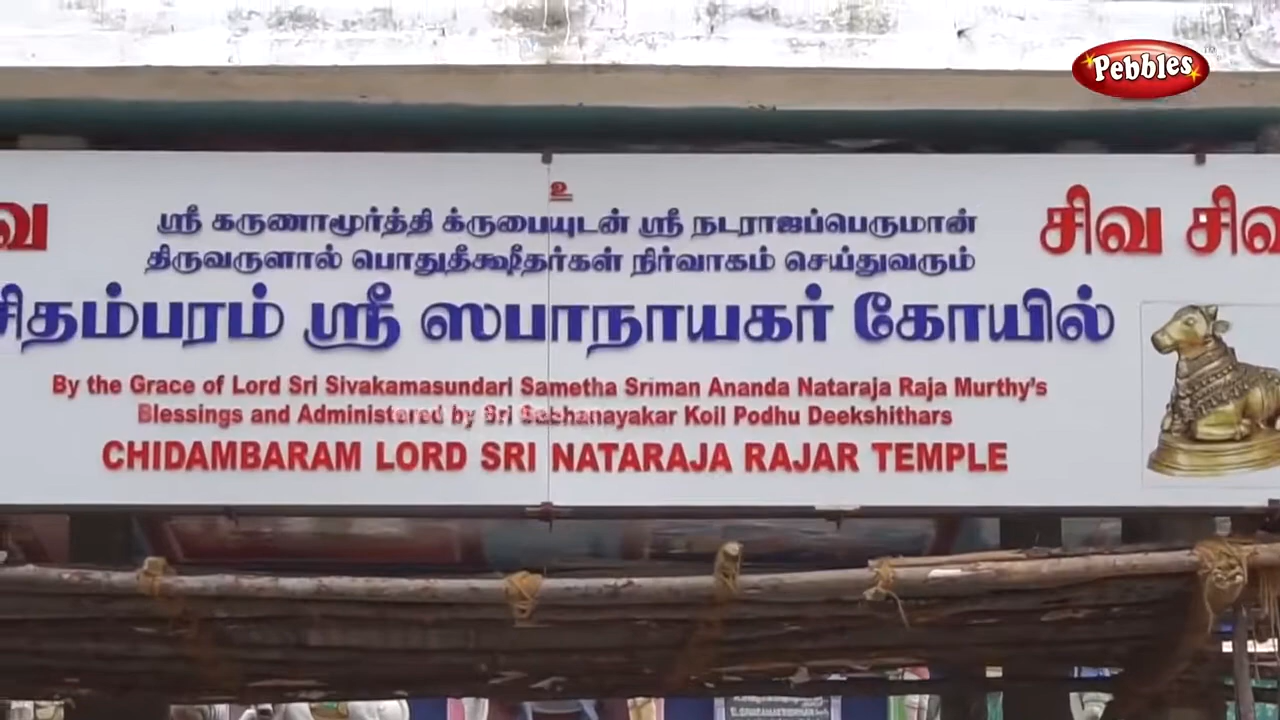 Pebbles
உ
ஸ்ரீ கருணாமூர்த்தி க்ருபையுடன் ஸ்ரீ நடராஜப்பெருமான்
திருவருளால் பொதுதீக்ஷிதர்கள் நிர்வாகம் செய்துவரும்
சிதம்பரம் ஸ்ரீ ஸபாநாயகர் கோயில்
சிவ சிவ
By the Grace of Lord Sri Sivakamasundari Sametha Sriman Ananda Nataraja Raja Murthy's
Blessings and Administered by Sri Sabhanayakar Koil Podhu Deekshithars
CHIDAMBARAM LORD SRI NATARAJA RAJAR TEMPLE